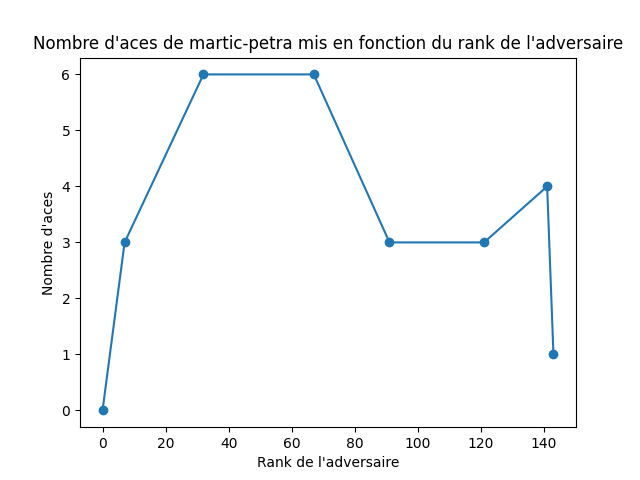 Nombre d'aces de martic-petra mis en fonction du rank de l'adversaire
6
5
4
3
2
1
0
Nombre d'aces
0 20 40 60 80 100 120 140
Rank de l'adversaire